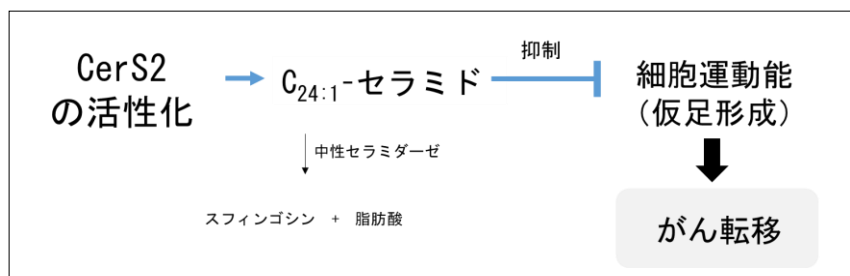 CerS2
の活性化
C24:1-セラミド
抑制
細胞運動能
(仮足形成)
中性セラミダーゼ
スフィンゴシン + 脂肪酸
がん転移